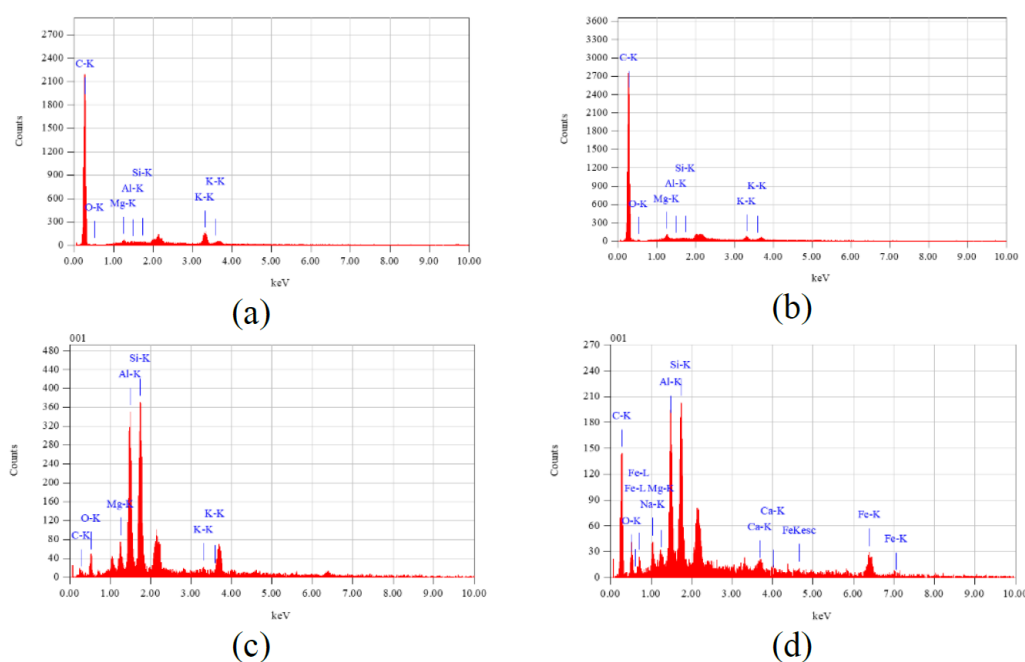 2700
2400
2100
1800
1500
1200
900
600
300
0
Counts
C-K
O-K
Mg-K
Al-K
Si-K
K-K
K-K
0.00 1.00 2.00 3.00 4.00 5.00 6.00 7.00 8.00 9.00 10.00
keV
(a)
3600
3300
3000
2700
2400
2100
1800
1500
1200
900
600
300
0
Counts
C-K
O-K
Mg-K
Al-K
Si-K
K-K
K-K
0.00 1.00 2.00 3.00 4.00 5.00 6.00 7.00 8.00 9.00 10.00
keV
(b)
001
480
440
400
360
320
280
240
200
160
120
80
40
0
Counts
C-K
O-K
Mg-K
Al-K
Si-K
K-K
K-K
0.00 1.00 2.00 3.00 4.00 5.00 6.00 7.00 8.00 9.00 10.00
keV
(c)
001
270
240
210
180
150
120
90
60
30
0
Counts
C-K
Fe-L
Fe-L
O-K
Na-K
Mg-K
Al-K
Si-K
Ca-K
Ca-K
FeKesc
Fe-K
Fe-K
0.00 1.00 2.00 3.00 4.00 5.00 6.00 7.00 8.00 9.00 10.00
keV
(d)